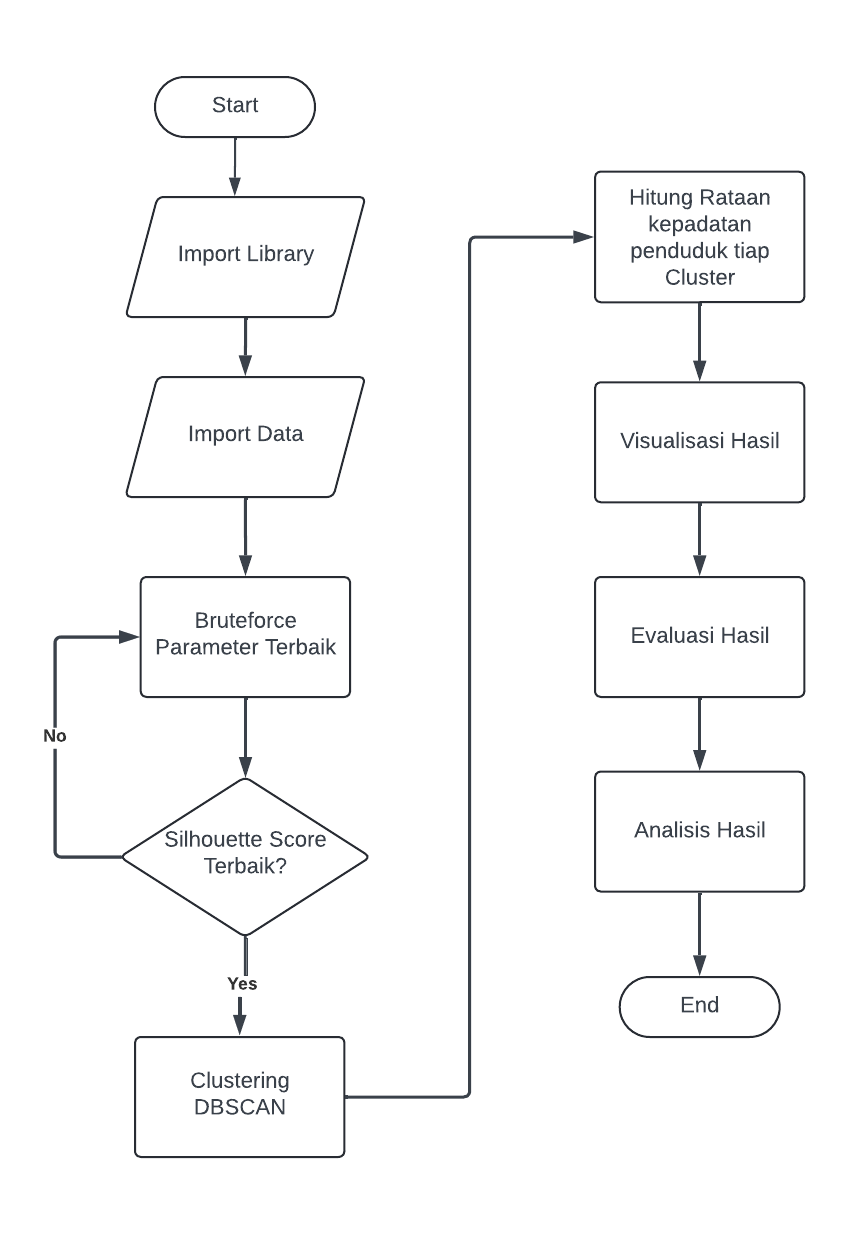 Start
Import Library
Import Data
Bruteforce
Parameter Terbaik
No
Silhouette Score
Terbaik?
Yes
Clustering
DBSCAN
Hitung Rataan
kepadatan
penduduk tiap
Cluster
Visualisasi Hasil
Evaluasi Hasil
Analisis Hasil
End